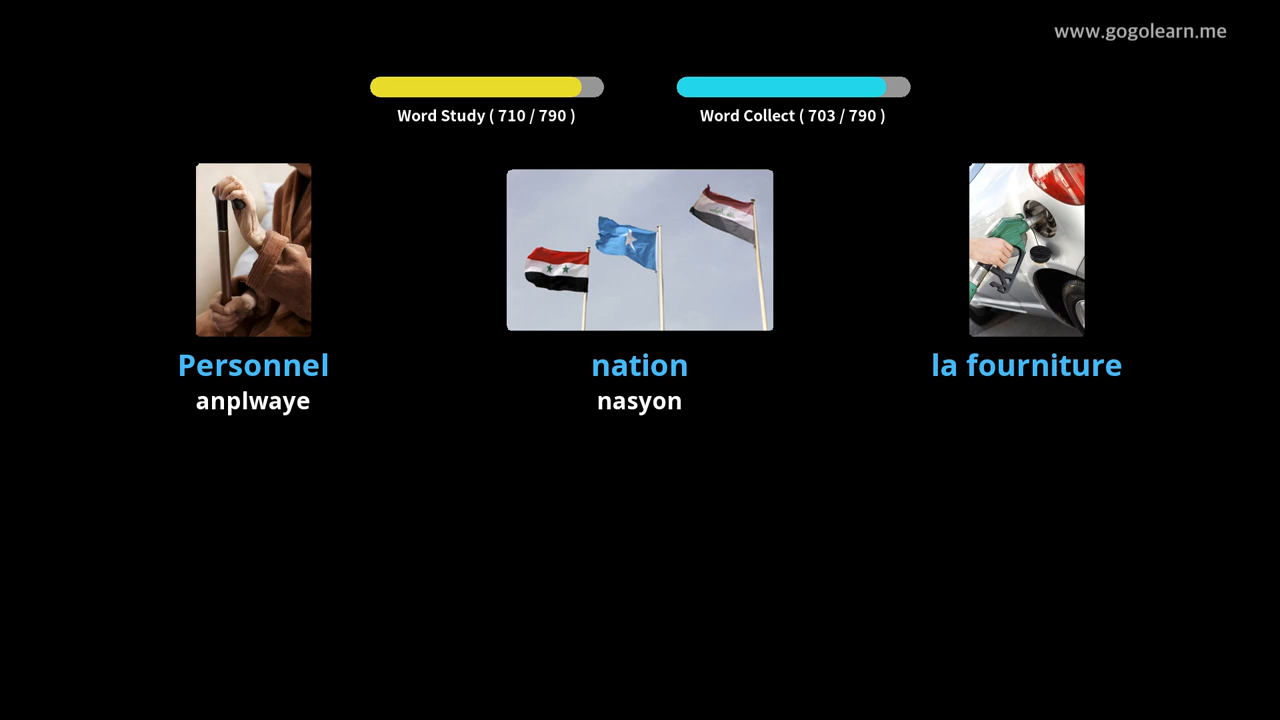 www.gogolearn.me
Word Study ( 710 / 790 )
Word Collect ( 703 / 790 )
Personnel
anplwaye
nation
nasyon
la fourniture